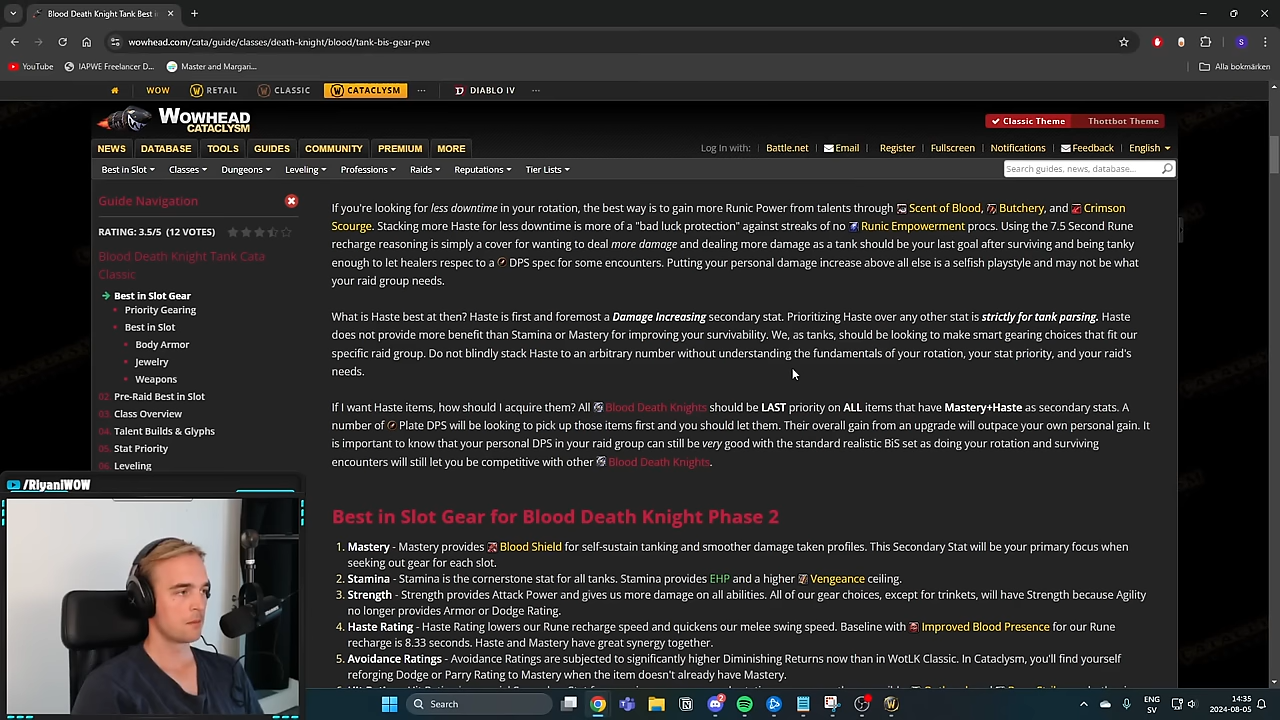 Blood Death Knight Tank Best in
wowhead.com/cata/guide/classes/death-knight/blood/tank-bis-gear-pve
S
YouTube
IAPWE Freelancer D...
Master and Margari...
Alla bokmärken
WOW
RETAIL
CLASSIC
CATACLYSM
...
DIABLO IV
...
WOWHEAD
CATACLYSM
Classic Theme
Thottbot Theme
NEWS
DATABASE
TOOLS
GUIDES
COMMUNITY
PREMIUM
MORE
Log In with:
Battle.net
Email
Register
Fullscreen
Notifications
Feedback
English
Best in Slot
Classes
Dungeons
Leveling
Professions
Raids
Reputations
Tier Lists
Search guides, news, database...
Guide Navigation
RATING: 3.5/5 (12 VOTES)
Blood Death Knight Tank Cata
Classic
Best in Slot Gear
Priority Gearing
Best in Slot
Body Armor
Jewelry
Weapons
02. Pre-Raid Best in Slot
03. Class Overview
04. Talent Builds & Glyphs
05. Stat Priority
06. Leveling
If you're looking for less downtime in your rotation, the best way is to gain more Runic Power from talents through Scent of Blood, Butchery, and Crimson
Scourge. Stacking more Haste for less downtime is more of a "bad luck protection" against streaks of no Runic Empowerment procs. Using the 7.5 Second Rune
recharge reasoning is simply a cover for wanting to deal more damage and dealing more damage as a tank should be your last goal after surviving and being tanky
enough to let healers respec to a DPS spec for some encounters. Putting your personal damage increase above all else is a selfish playstyle and may not be what
your raid group needs.
What is Haste best at then? Haste is first and foremost a Damage Increasing secondary stat. Prioritizing Haste over any other stat is strictly for tank parsing. Haste
does not provide more benefit than Stamina or Mastery for improving your survivability. We, as tanks, should be looking to make smart gearing choices that fit our
specific raid group. Do not blindly stack Haste to an arbitrary number without understanding the fundamentals of your rotation, your stat priority, and your raid's
needs.
If I want Haste items, how should I acquire them? All Blood Death Knights should be LAST priority on ALL items that have Mastery+Haste as secondary stats. A
number of Plate DPS will be looking to pick up those items first and you should let them. Their overall gain from an upgrade will outpace your own personal gain. It
is important to know that your personal DPS in your raid group can still be very good with the standard realistic BiS set as doing your rotation and surviving
encounters will still let you be competitive with other Blood Death Knights.
Best in Slot Gear for Blood Death Knight Phase 2
1. Mastery - Mastery provides Blood Shield for self-sustain tanking and smoother damage taken profiles. This Secondary Stat will be your primary focus when
seeking out gear for each slot.
2. Stamina - Stamina is the cornerstone stat for all tanks. Stamina provides EHP and a higher Vengeance ceiling.
3. Strength - Strength provides Attack Power and gives us more damage on all abilities. All of our gear choices, except for trinkets, will have Strength because Agility
no longer provides Armor or Dodge Rating.
4. Haste Rating - Haste Rating lowers our Rune recharge speed and quickens our melee swing speed. Baseline with Improved Blood Presence for our Rune
recharge is 8.33 seconds. Haste and Mastery have great synergy together.
5. Avoidance Ratings - Avoidance Ratings are subjected to significantly higher Diminishing Returns now than in WotLK Classic. In Cataclysm, you'll find yourself
reforging Dodge or Parry Rating to Mastery when the item doesn't already have Mastery.
/RiyaniWOW
Search
2
ENG
SV
14:35
2024-08-05